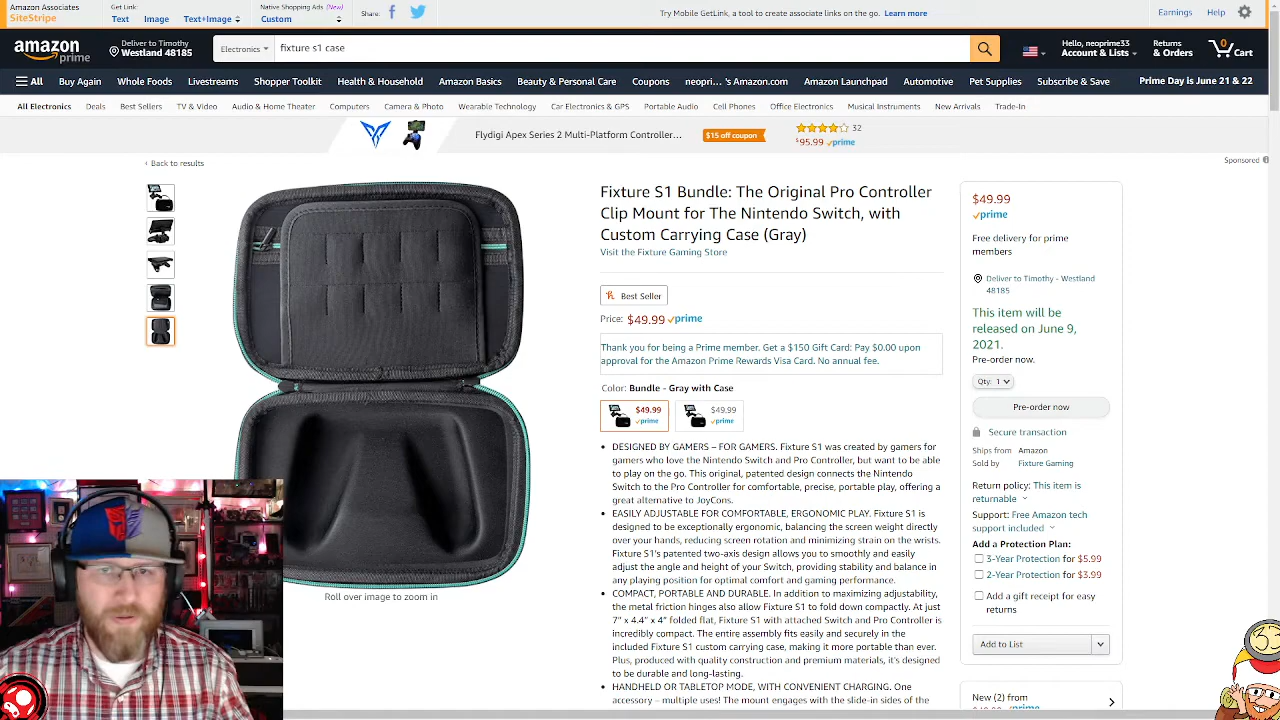 Amazon Associates
SiteStripe
Get Link:
Text
Image
Text+Image
Native Shopping Ads (New)
Custom
Share:
Try Mobile GetLink, a tool to create associate links on the go. Learn more
Earnings
Help
amazon
prime
Deliver to Timothy
Westland 48185
Electronics
fixture s1 case
Hello, neoprime33
Account & Lists
Returns
& Orders
0
Cart
All
Buy Again
Whole Foods
Livestreams
Shopper Toolkit
Health & Household
Amazon Basics
Beauty & Personal Care
Coupons
neopri... 's Amazon.com
Amazon Launchpad
Automotive
Pet Supplies
Subscribe & Save
Prime Day is June 21 & 22
All Electronics
Deals
Best Sellers
TV & Video
Audio & Home Theater
Computers
Camera & Photo
Wearable Technology
Car Electronics & GPS
Portable Audio
Cell Phones
Office Electronics
Musical Instruments
New Arrivals
Trade-In
Flydigi Apex Series 2 Multi-Platform Controller...
$15 off coupon
32
$95.99 prime
‹ Back to results
Sponsored
Fixture S1 Bundle: The Original Pro Controller
Clip Mount for The Nintendo Switch, with
Custom Carrying Case (Gray)
Visit the Fixture Gaming Store
Best Seller
Price: $49.99 prime
Thank you for being a Prime member. Get a $150 Gift Card: Pay $0.00 upon
approval for the Amazon Prime Rewards Visa Card. No annual fee.
Color: Bundle - Gray with Case
$49.99
prime
$49.99
prime
• DESIGNED BY GAMERS – FOR GAMERS. Fixture S1 was created by gamers for
gamers who love the Nintendo Switch and Pro Controller, but want to be able
to play on the go. This original, patented design connects the Nintendo
Switch to the Pro Controller for comfortable, precise, portable play, offering a
great alternative to JoyCons.
• EASILY ADJUSTABLE FOR COMFORTABLE, ERGONOMIC PLAY. Fixture S1 is
designed to be exceptionally ergonomic, balancing the screen weight directly
over your hands, reducing screen rotation and minimizing strain on the wrists.
Fixture S1's patented two-axis design allows you to smoothly and easily
adjust the angle and height of your Switch, providing stability and balance in
any playing position for optimal comfort and gaming performance.
• COMPACT, PORTABLE AND DURABLE. In addition to maximizing adjustability,
the metal friction hinges also allow Fixture S1 to fold down compactly. At just
7" x 4.4" x 4" folded flat, Fixture S1 with attached Switch and Pro Controller is
incredibly compact. The entire assembly fits easily and securely in the
included Fixture S1 custom carrying case, making it more portable than ever.
Plus, produced with quality construction and premium materials, it's designed
to be durable and long-lasting.
• HANDHELD OR TABLETOP MODE, WITH CONVENIENT CHARGING. One
accessory – multiple uses! The mount engages with the slide-in sides of the
Roll over image to zoom in
$49.99
prime
Free delivery for prime
members
Deliver to Timothy - Westland
48185
This item will be
released on June 9,
2021.
Pre-order now.
Qty: 1
Pre-order now
Secure transaction
Ships from Amazon
Sold by Fixture Gaming
Return policy: This item is
returnable
Support: Free Amazon tech
support included
Add a Protection Plan:
3-Year Protection for $5.99
2-Year Protection for $3.99
Add a gift receipt for easy
returns
Add to List
(2) from
prime